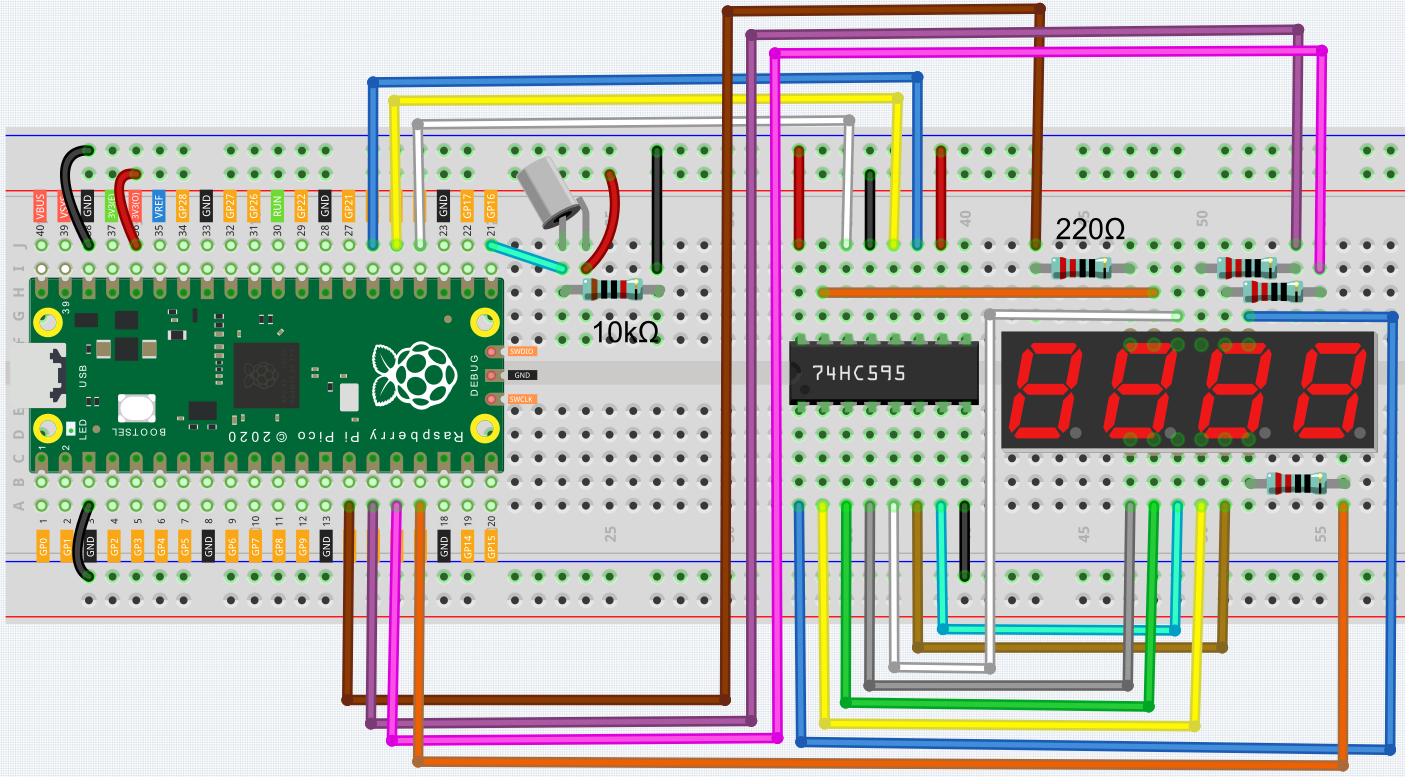 VBUS
GND
VREF
GP28
GND
GP27
GP26
RUN
GP22
GND
GP21
GND
GP17
GP16
40 39 38 37 36 35 34 33 32 31 30 29 28 27 23 22 21
40
50
220Ω
J
I
H
G
F
39
10kΩ
SWDIO
GND
SWCLK
DEBUG
USB
74HC595
BOOTSEL
LED
1
2
Raspberry Pi Pico © 2020
E
D
C
B
A
1 2 3 4 5 6 7 8 9 10 11 12 13 18 19 20
25
45
55
GP0
GP1
GND
GP2
GP3
GP4
GP5
GND
GP6
GP7
GP8
GP9
GND
GND
GP14
GP15